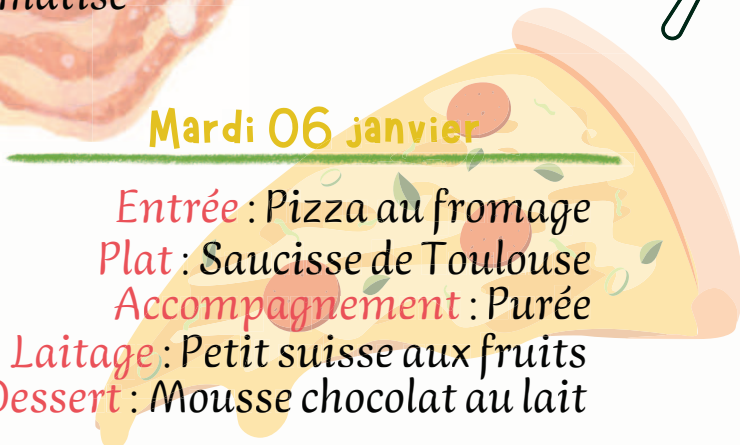 Mardi 06 janvier
Entrée : Pizza au fromage
Plat : Saucisse de Toulouse
Accompagnement : Purée
Laitage : Petit suisse aux fruits
Dessert : Mousse chocolat au lait